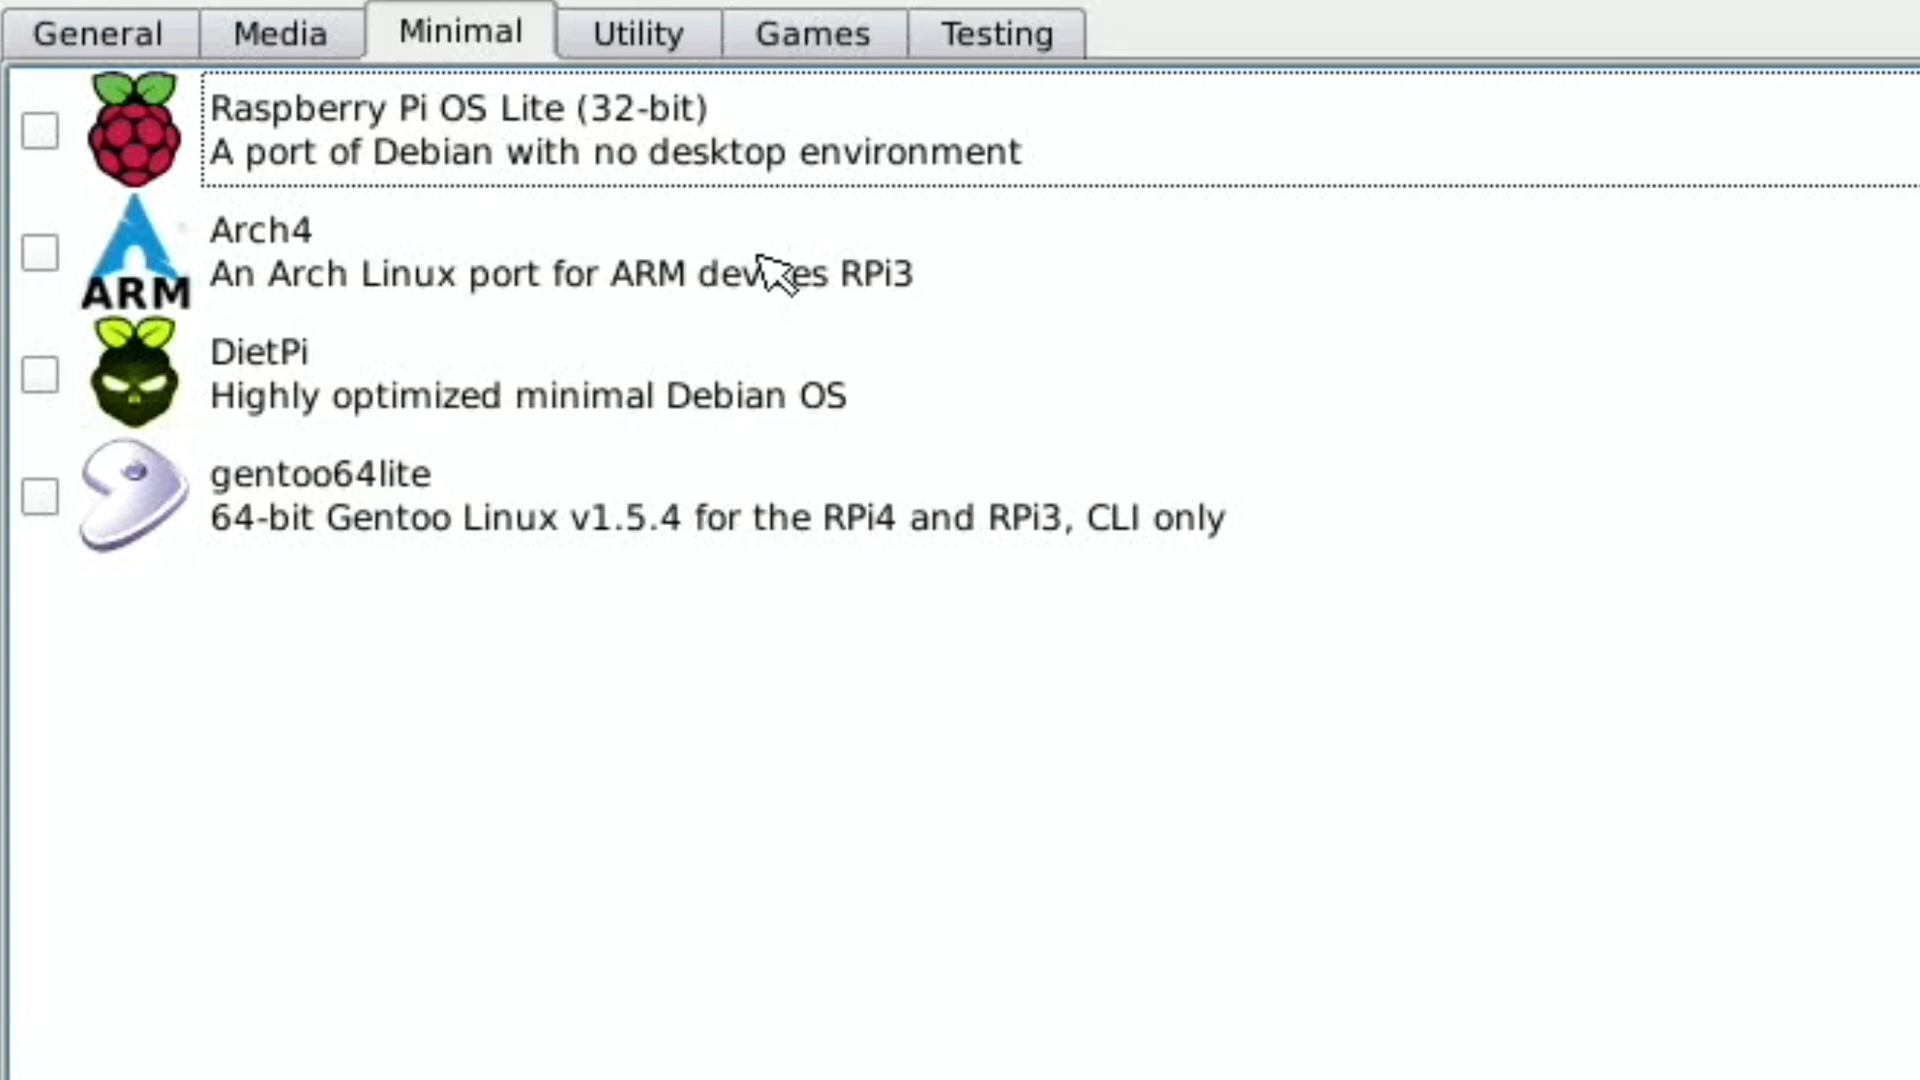 General Media Minimal Utility Games Testing
Raspberry Pi OS Lite (32-bit)
A port of Debian with no desktop environment
Arch4
An Arch Linux port for ARM devices RPi3
ARM
DietPi
Highly optimized minimal Debian OS
gentoo64lite
64-bit Gentoo Linux v1.5.4 for the RPi4 and RPi3, CLI only